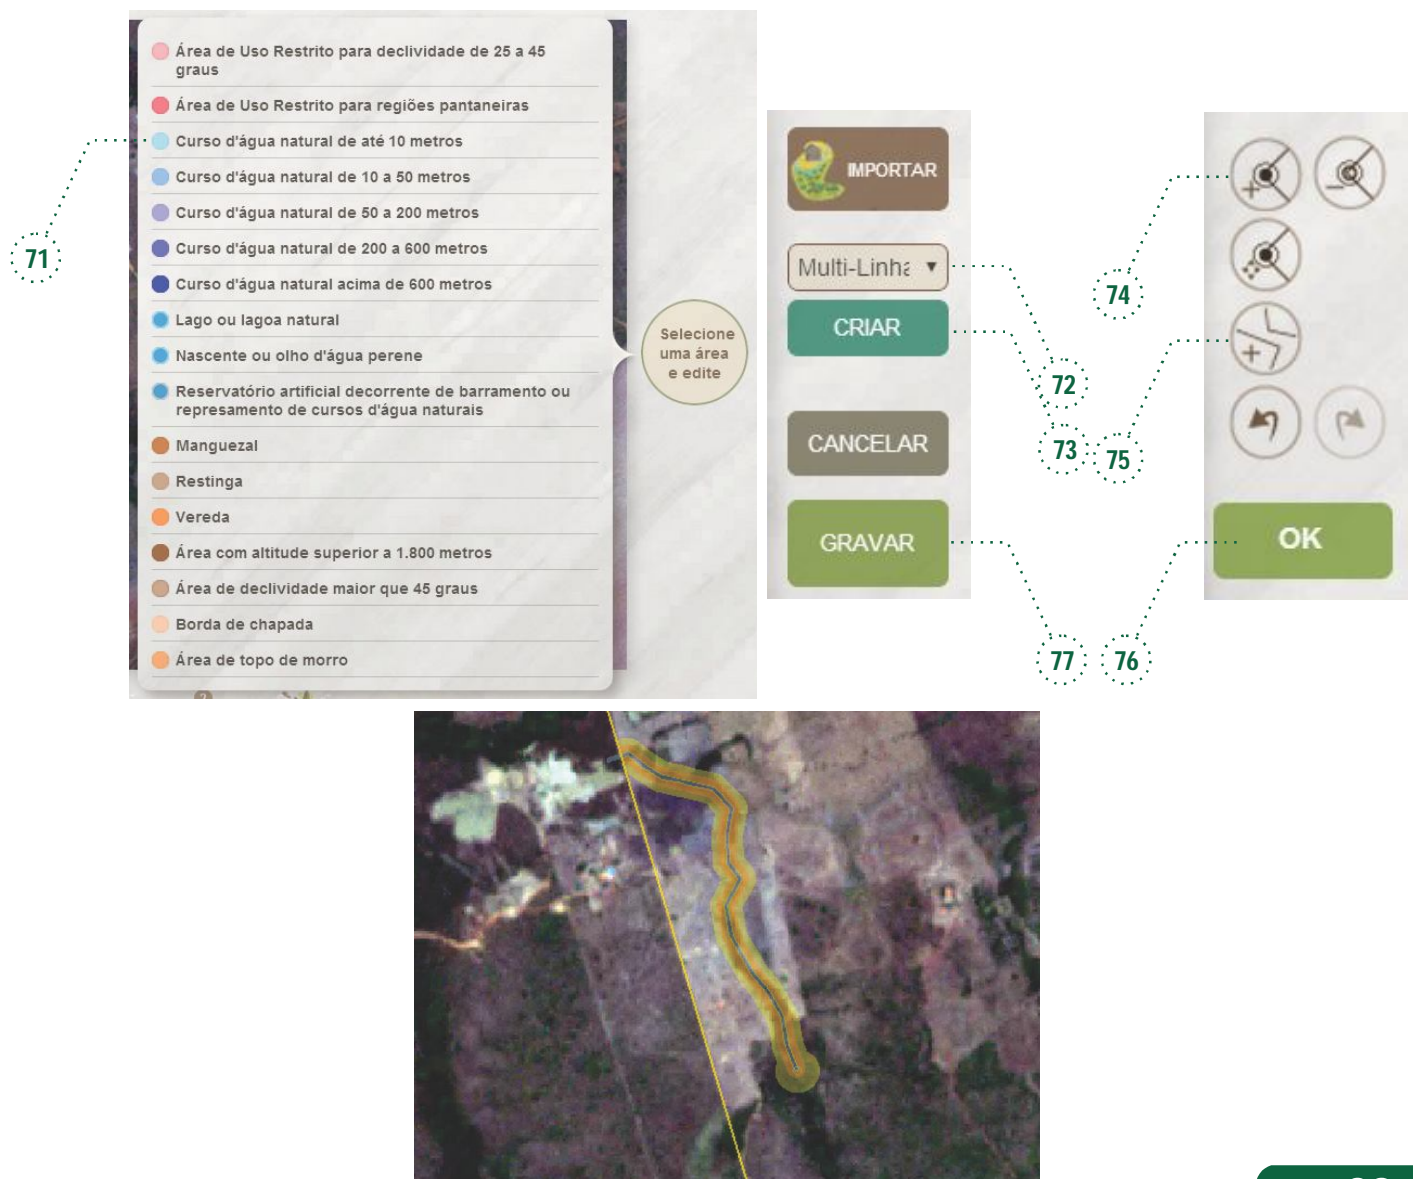 Área de Uso Restrito para declividade de 25 a 45
graus
Área de Uso Restrito para regiões pantaneiras
Curso d'água natural de até 10 metros
Curso d'água natural de 10 a 50 metros
Curso d'água natural de 50 a 200 metros
Curso d'água natural de 200 a 600 metros
Curso d'água natural acima de 600 metros
Lago ou lagoa natural
Nascente ou olho d'água perene
Reservatório artificial decorrente de barramento ou
represamento de cursos d'água naturais
Manguezal
Restinga
Vereda
Área com altitude superior a 1.800 metros
Área de declividade maior que 45 graus
Borda de chapada
Área de topo de morro
71
Selecione
uma área
e edite
IMPORTAR
Multi-Linha
CRIAR
CANCELAR
GRAVAR
72
73
77
74
75
76
OK